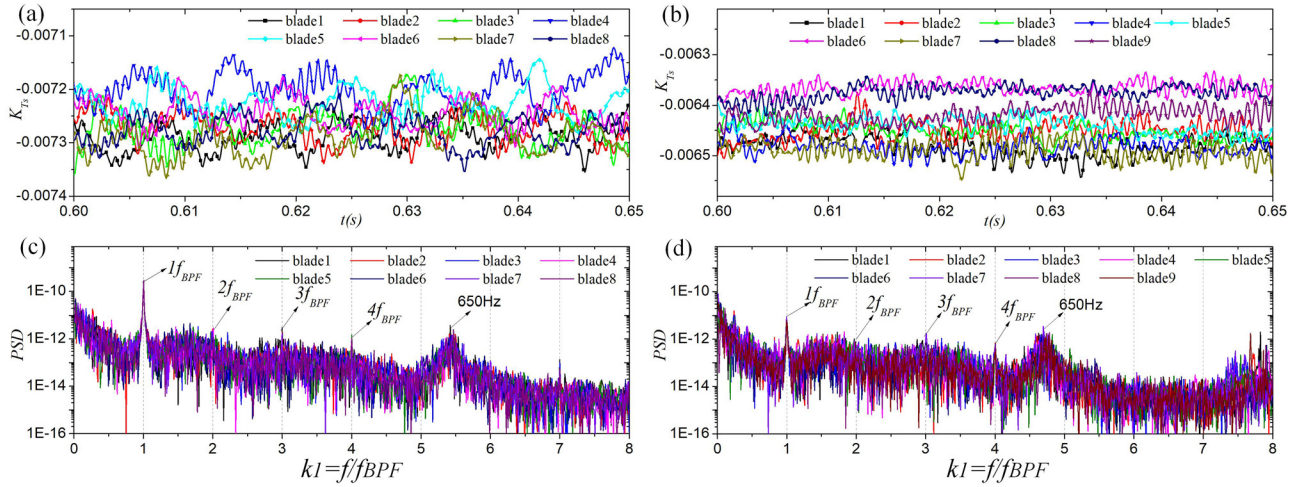 (a)
blade1 blade2 blade3 blade4
blade5 blade6 blade7 blade8
-0.0071
-0.0072
-0.0073
-0.0074
K_Ts
0.60 0.61 0.62 0.63 0.64 0.65
t(s)
(b)
blade1 blade2 blade3 blade4 blade5
blade6 blade7 blade8 blade9
-0.0063
-0.0064
-0.0065
K_Ts
0.60 0.61 0.62 0.63 0.64 0.65
t(s)
(c)
blade1 blade2 blade3 blade4
blade5 blade6 blade7 blade8
1f_BPF
2f_BPF
3f_BPF
4f_BPF
650Hz
1E-10
1E-12
1E-14
1E-16
PSD
0 1 2 3 4 5 6 7 8
k1=f/fBPF
(d)
blade1 blade2 blade3 blade4 blade5
blade6 blade7 blade8 blade9
1f_BPF
2f_BPF
3f_BPF
4f_BPF
650Hz
1E-10
1E-12
1E-14
1E-16
PSD
0 1 2 3 4 5 6 7 8
k1=f/fBPF